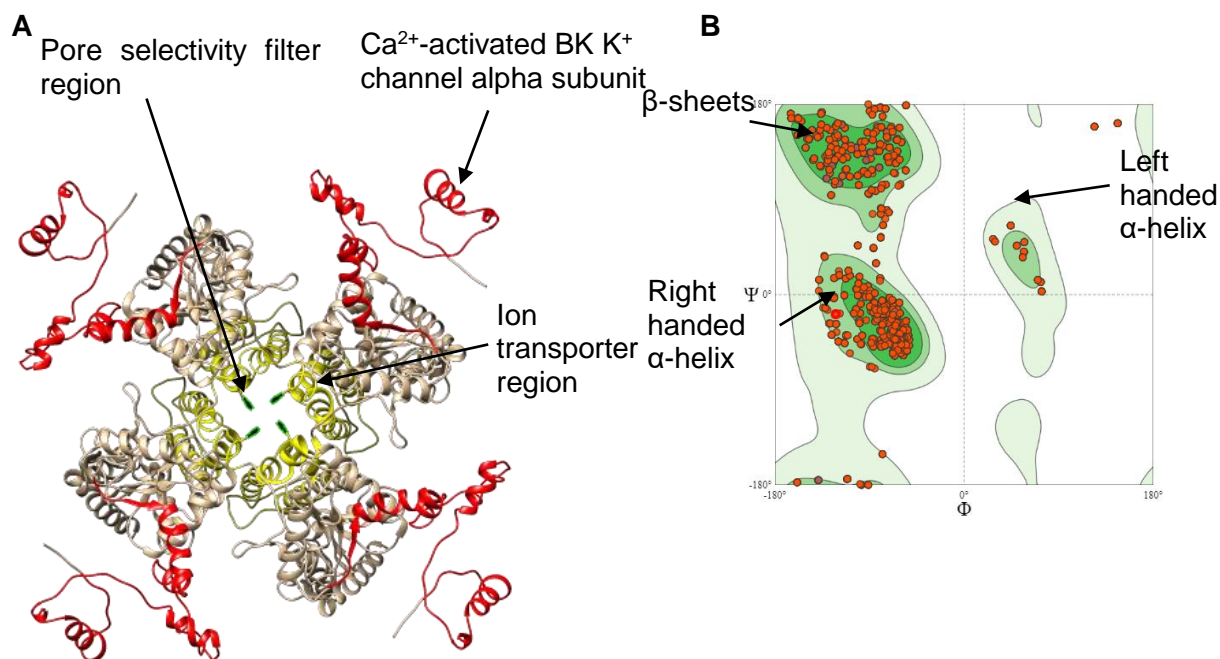 A
Pore selectivity filter
region
Ca²⁺-activated BK K⁺
channel alpha subunit
Ion
transporter
region
B
β-sheets
180°
Left
handed
α-helix
Right
handed
α-helix
Ψ 0°
-180°
-180°
0°
180°
Φ